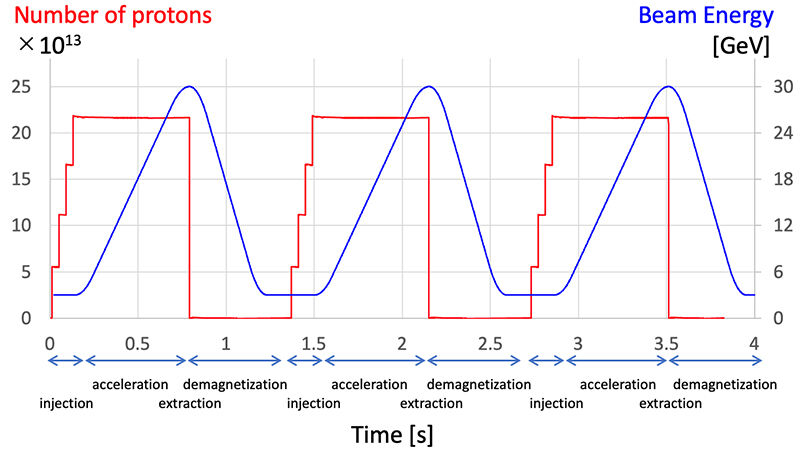 Number of protons Beam Energy
×10¹³ [GeV]
25 30
20 24
15 18
10 12
5 6
0 0
0 0.5 1 1.5 2 2.5 3 3.5 4
acceleration demagnetization acceleration demagnetization acceleration demagnetization
injection extraction injection extraction injection extraction
Time [s]